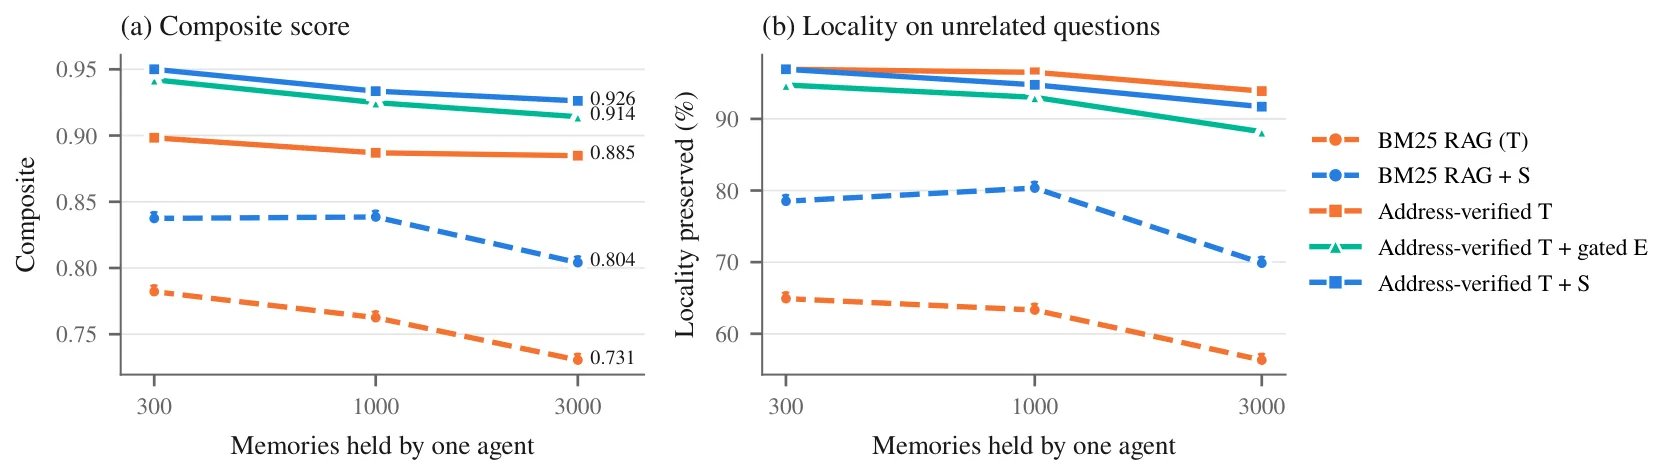 (a) Composite score
Composite
0.95
0.90
0.85
0.80
0.75
0.926
0.914
0.885
0.804
0.731
300
1000
3000
Memories held by one agent
(b) Locality on unrelated questions
Locality preserved (%)
90
80
70
60
300
1000
3000
Memories held by one agent
BM25 RAG (T)
BM25 RAG + S
Address-verified T
Address-verified T + gated E
Address-verified T + S